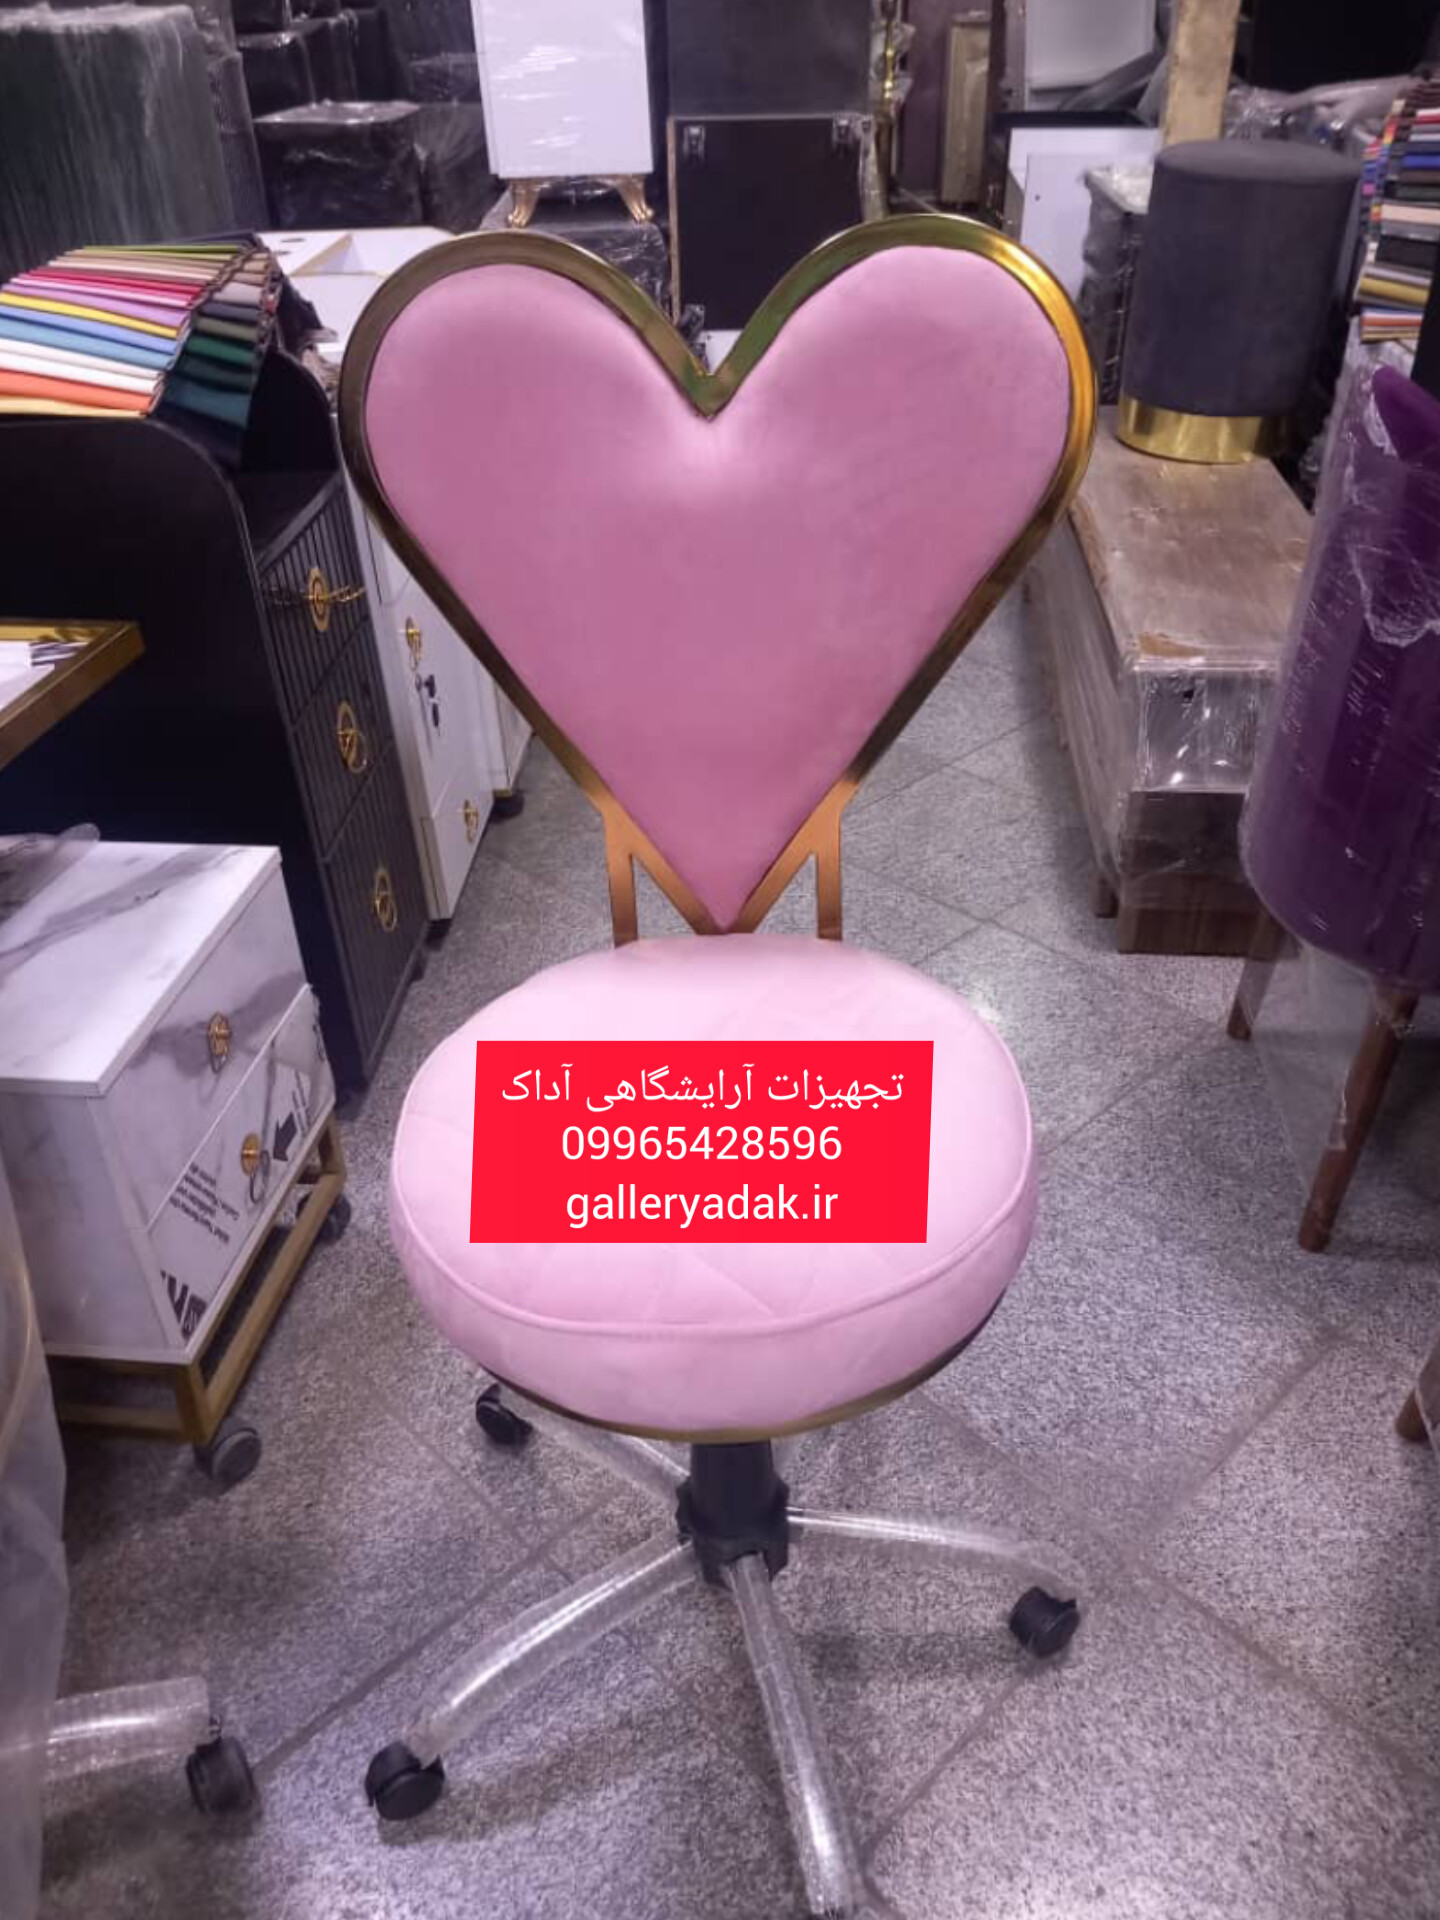 تجهیزات آرایشگاهی آداک
09965428596
galleryadak.ir